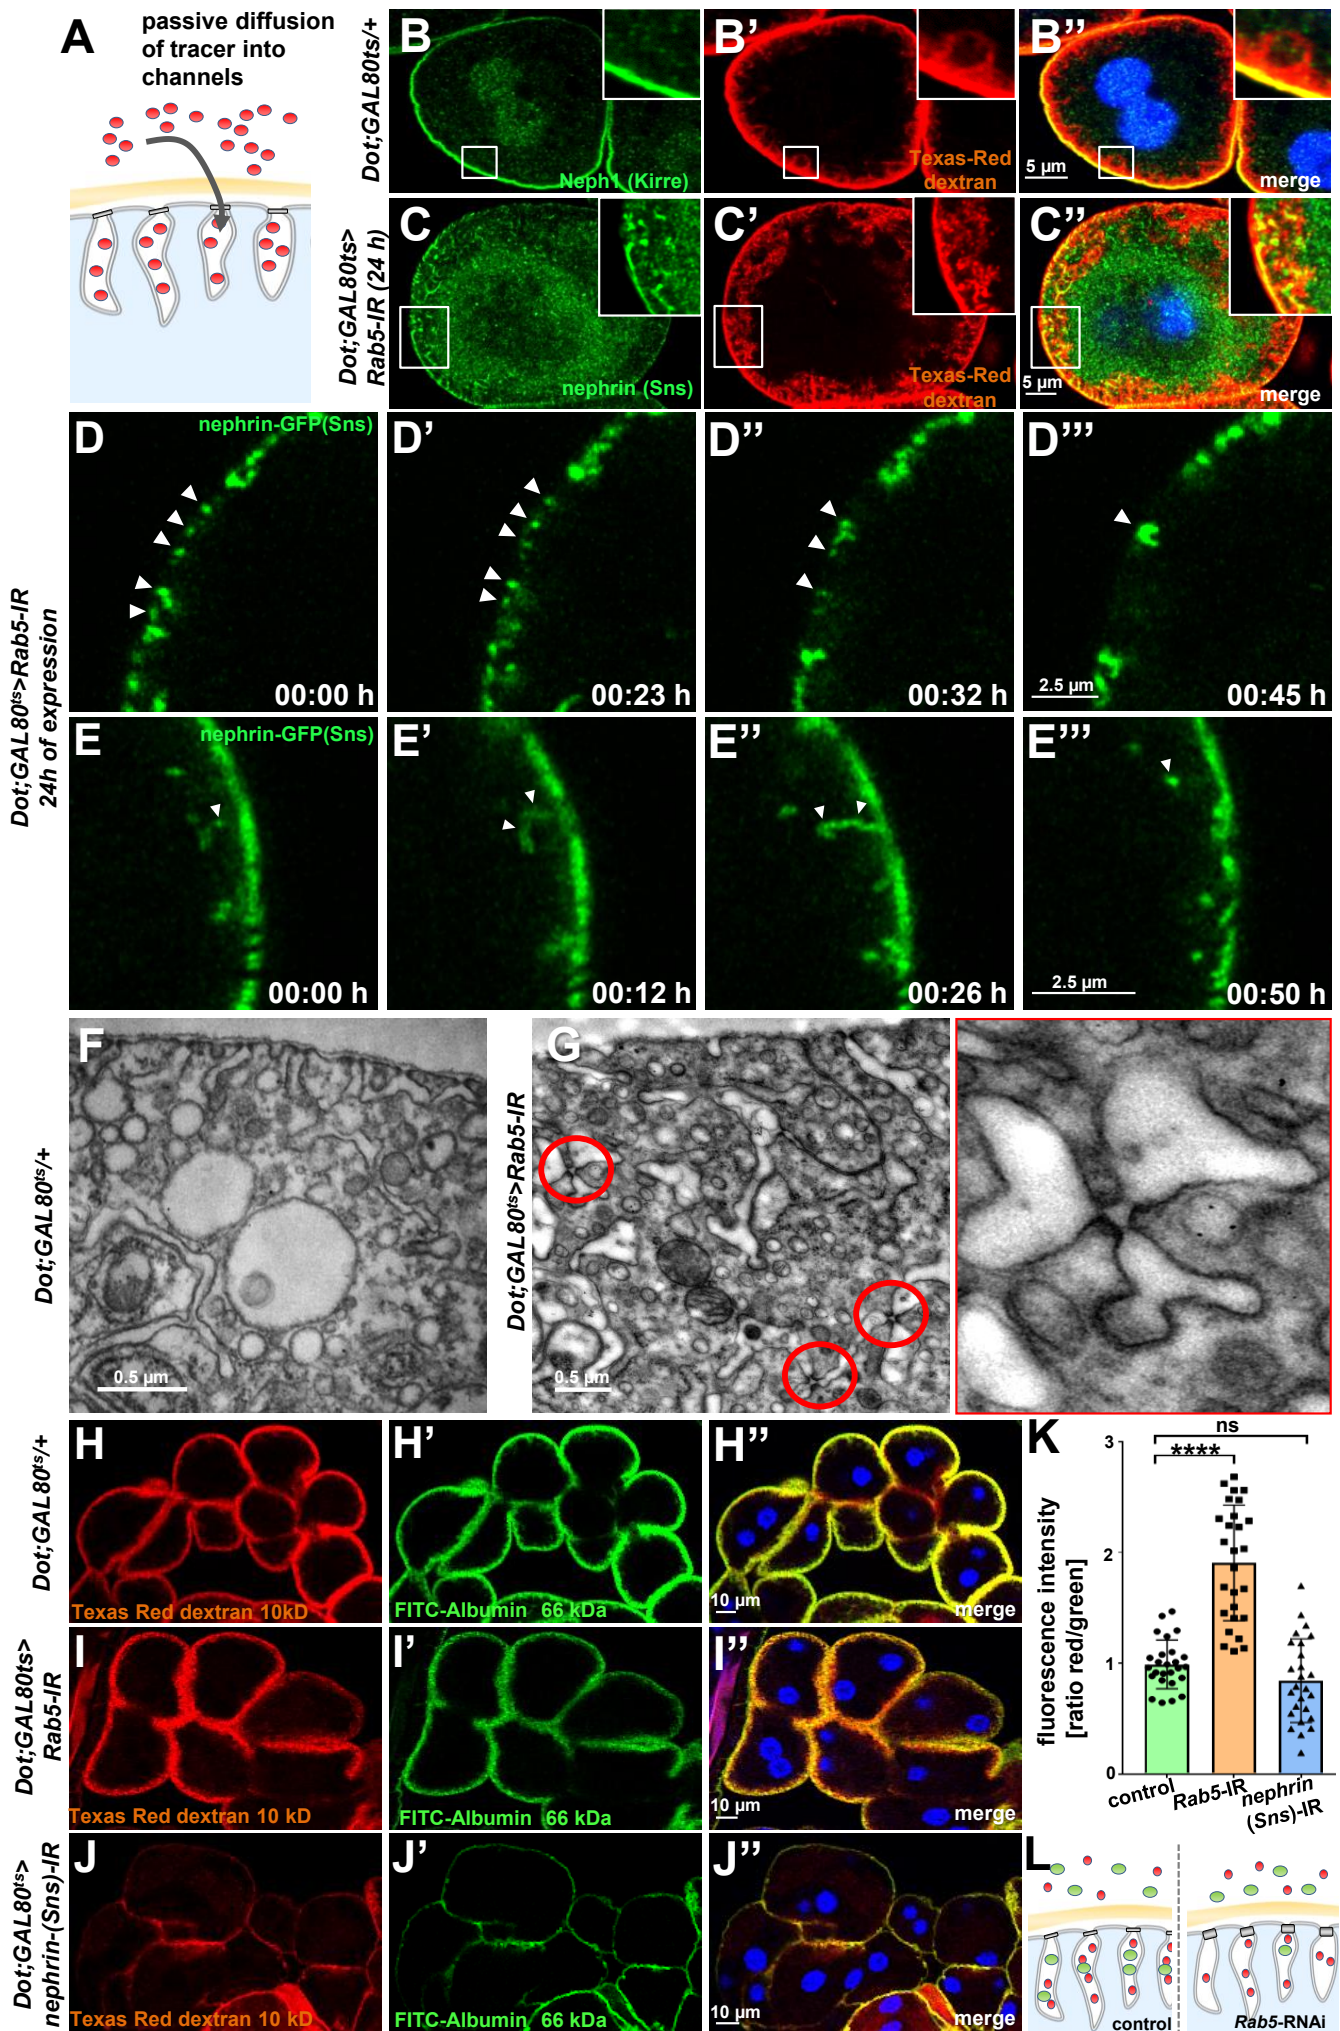 A
passive diffusion
of tracer into
channels
Dot;GAL80ts/+
B
Neph1 (Kirre)
B’
Texas-Red
dextran
B’’
5 µm
merge
Dot;GAL80ts>
Rab5-IR (24 h)
C
nephrin (Sns)
C’
Texas-Red
dextran
C’’
5 µm
merge
Dot;GAL80ts>Rab5-IR
24h of expression
D
nephrin-GFP(Sns)
00:00 h
D’
00:23 h
D’’
00:32 h
D’’’
2.5 µm
00:45 h
E
nephrin-GFP(Sns)
00:00 h
E’
00:12 h
E’’
00:26 h
E’’’
2.5 µm
00:50 h
Dot;GAL80ts/+
F
0.5 µm
Dot;GAL80ts>Rab5-IR
G
0.5 µm
Dot;GAL80ts/+
H
Texas Red dextran 10kD
H’
FITC-Albumin 66 kDa
H’’
10 µm
merge
Dot;GAL80ts>
Rab5-IR
I
Texas Red dextran 10 kD
I’
FITC-Albumin 66 kDa
I’’
10 µm
merge
Dot;GAL80ts>
nephrin-(Sns)-IR
J
Texas Red dextran 10 kD
J’
FITC-Albumin 66 kDa
J’’
10 µm
merge
K
ns
****
fluorescence intensity
[ratio red/green]
3
2
1
0
control
Rab5-IR
nephrin
(Sns)-IR
L
control
Rab5-RNAi